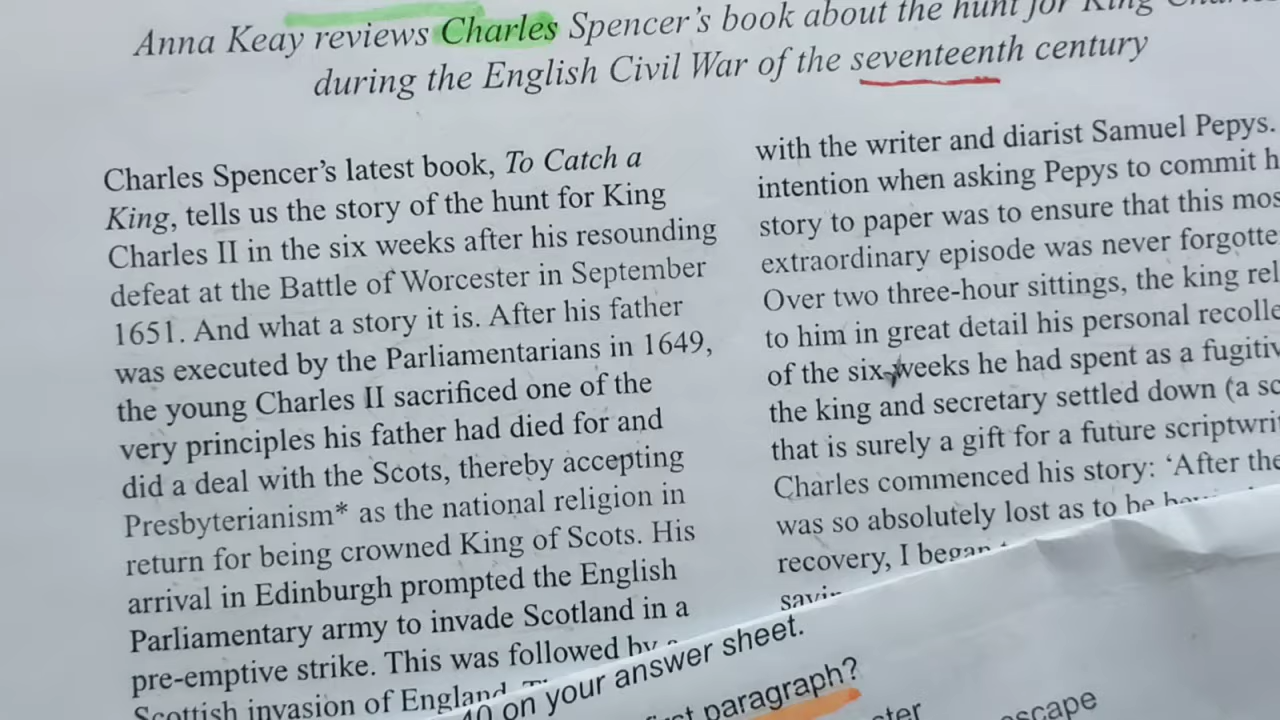 Anna Keay reviews Charles Spencer's book about the hunt for King
during the English Civil War of the seventeenth century
Charles Spencer's latest book, To Catch a
King, tells us the story of the hunt for King
Charles II in the six weeks after his resounding
defeat at the Battle of Worcester in September
1651. And what a story it is. After his father
was executed by the Parliamentarians in 1649,
the young Charles II sacrificed one of the
very principles his father had died for and
did a deal with the Scots, thereby accepting
Presbyterianism* as the national religion in
return for being crowned King of Scots. His
arrival in Edinburgh prompted the English
Parliamentary army to invade Scotland in a
pre-emptive strike. This was followed by
Scottish invasion of England.
with the writer and diarist Samuel Pepys.
intention when asking Pepys to commit h
story to paper was to ensure that this mos
extraordinary episode was never forgotte
Over two three-hour sittings, the king rel
to him in great detail his personal recolle
of the six weeks he had spent as a fugitiv
the king and secretary settled down (a sc
that is surely a gift for a future scriptwri
Charles commenced his story: 'After the
was so absolutely lost as to be
recovery, I began
40 on your answer sheet.
paragraph?